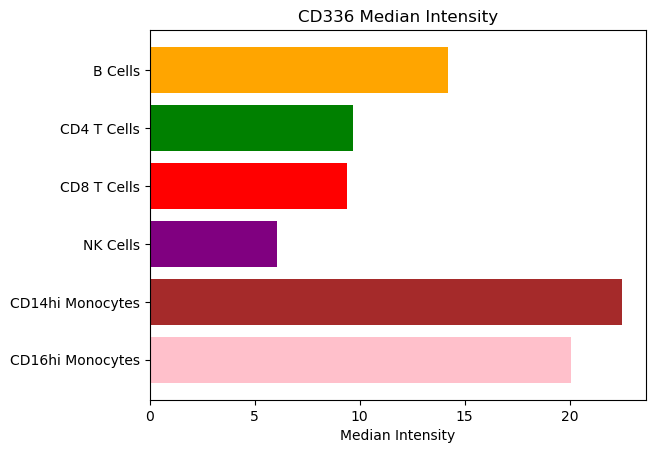 CD336 Median Intensity
B Cells
CD4 T Cells
CD8 T Cells
NK Cells
CD14hi Monocytes
CD16hi Monocytes
0 5 10 15 20
Median Intensity